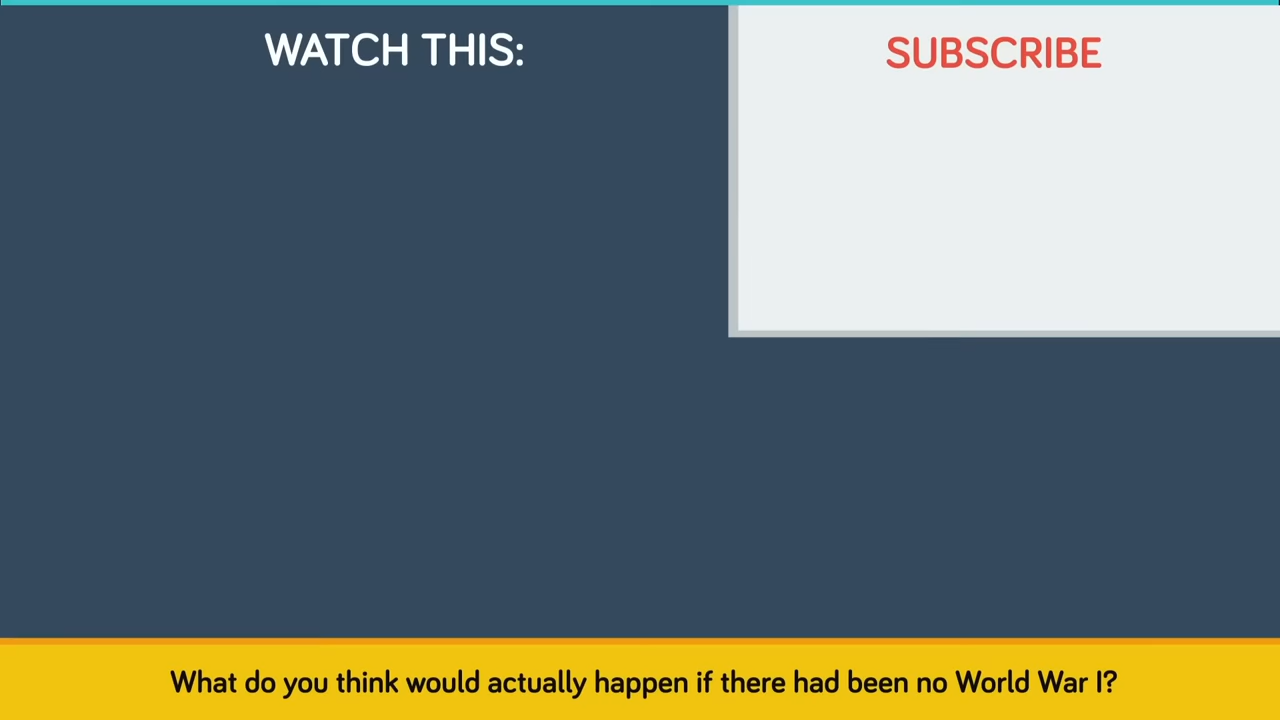 WATCH THIS:
SUBSCRIBE
What do you think would actually happen if there had been no World War I?